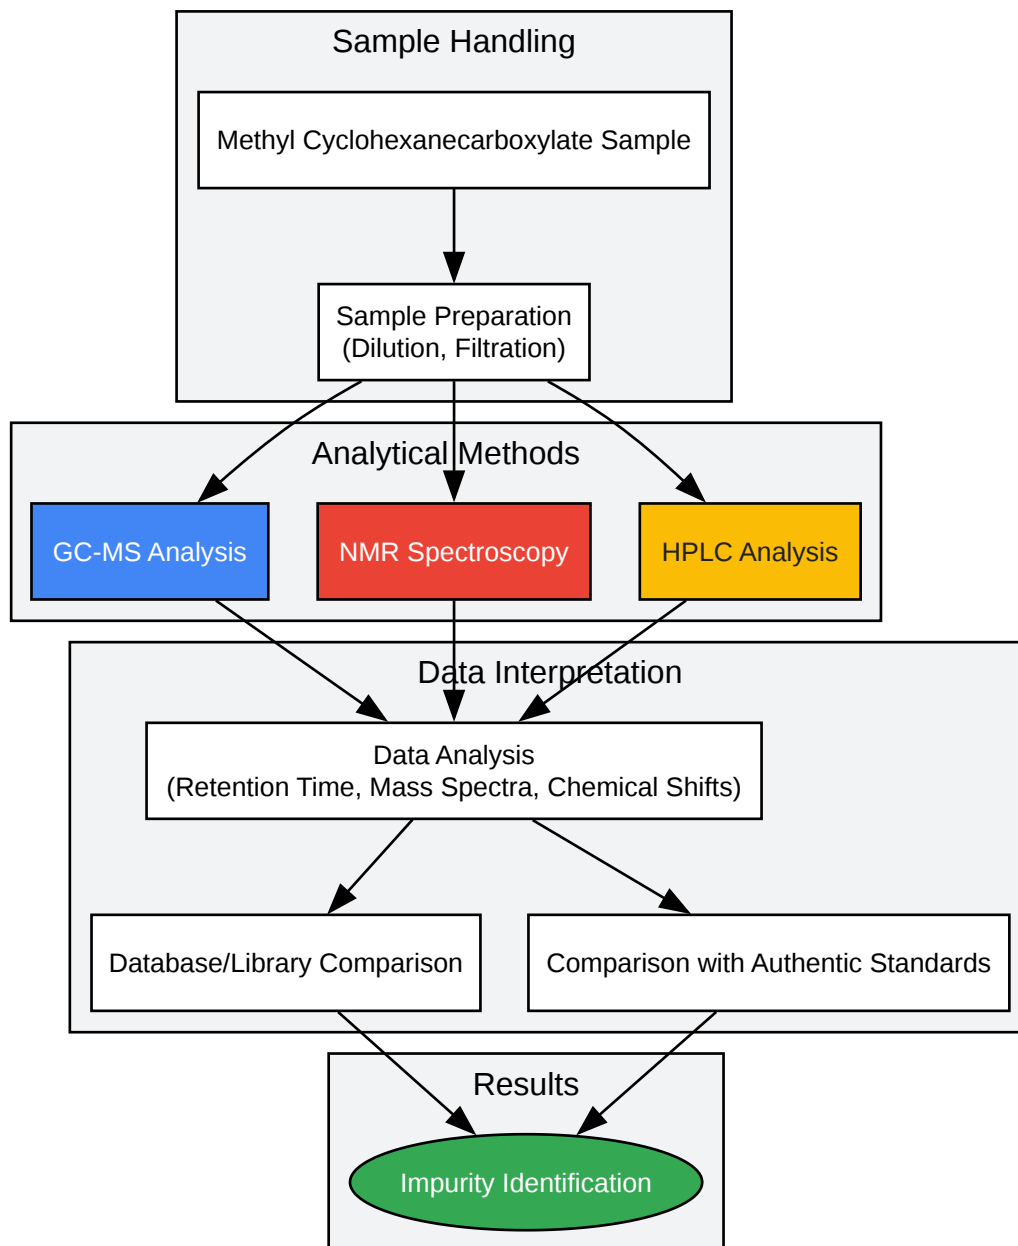 Sample Handling
Methyl Cyclohexanecarboxylate Sample
Sample Preparation
(Dilution, Filtration)
Analytical Methods
GC-MS Analysis
NMR Spectroscopy
HPLC Analysis
Data Interpretation
Data Analysis
(Retention Time, Mass Spectra, Chemical Shifts)
Database/Library Comparison
Comparison with Authentic Standards
Results
Impurity Identification